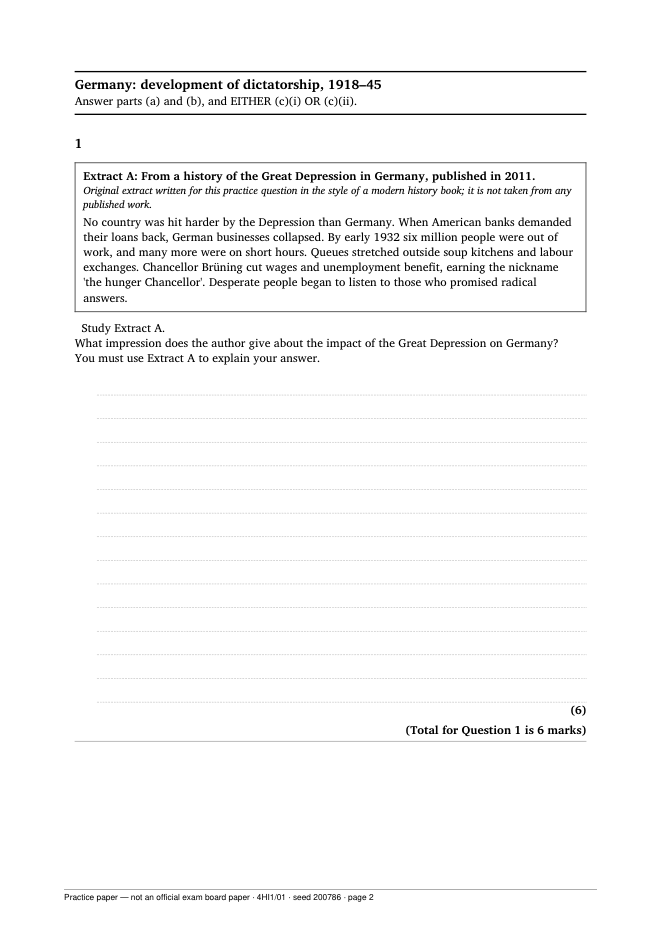 Germany: development of dictatorship, 1918–45
Answer parts (a) and (b), and EITHER (c)(i) OR (c)(ii).
1
Extract A: From a history of the Great Depression in Germany, published in 2011.
Original extract written for this practice question in the style of a modern history book; it is not taken from any
published work.
No country was hit harder by the Depression than Germany. When American banks demanded
their loans back, German businesses collapsed. By early 1932 six million people were out of
work, and many more were on short hours. Queues stretched outside soup kitchens and labour
exchanges. Chancellor Brüning cut wages and unemployment benefit, earning the nickname
'the hunger Chancellor'. Desperate people began to listen to those who promised radical
answers.
Study Extract A.
What impression does the author give about the impact of the Great Depression on Germany?
You must use Extract A to explain your answer.
(6)
(Total for Question 1 is 6 marks)
Practice paper — not an official exam board paper · 4HI1/01 · seed 200786 · page 2